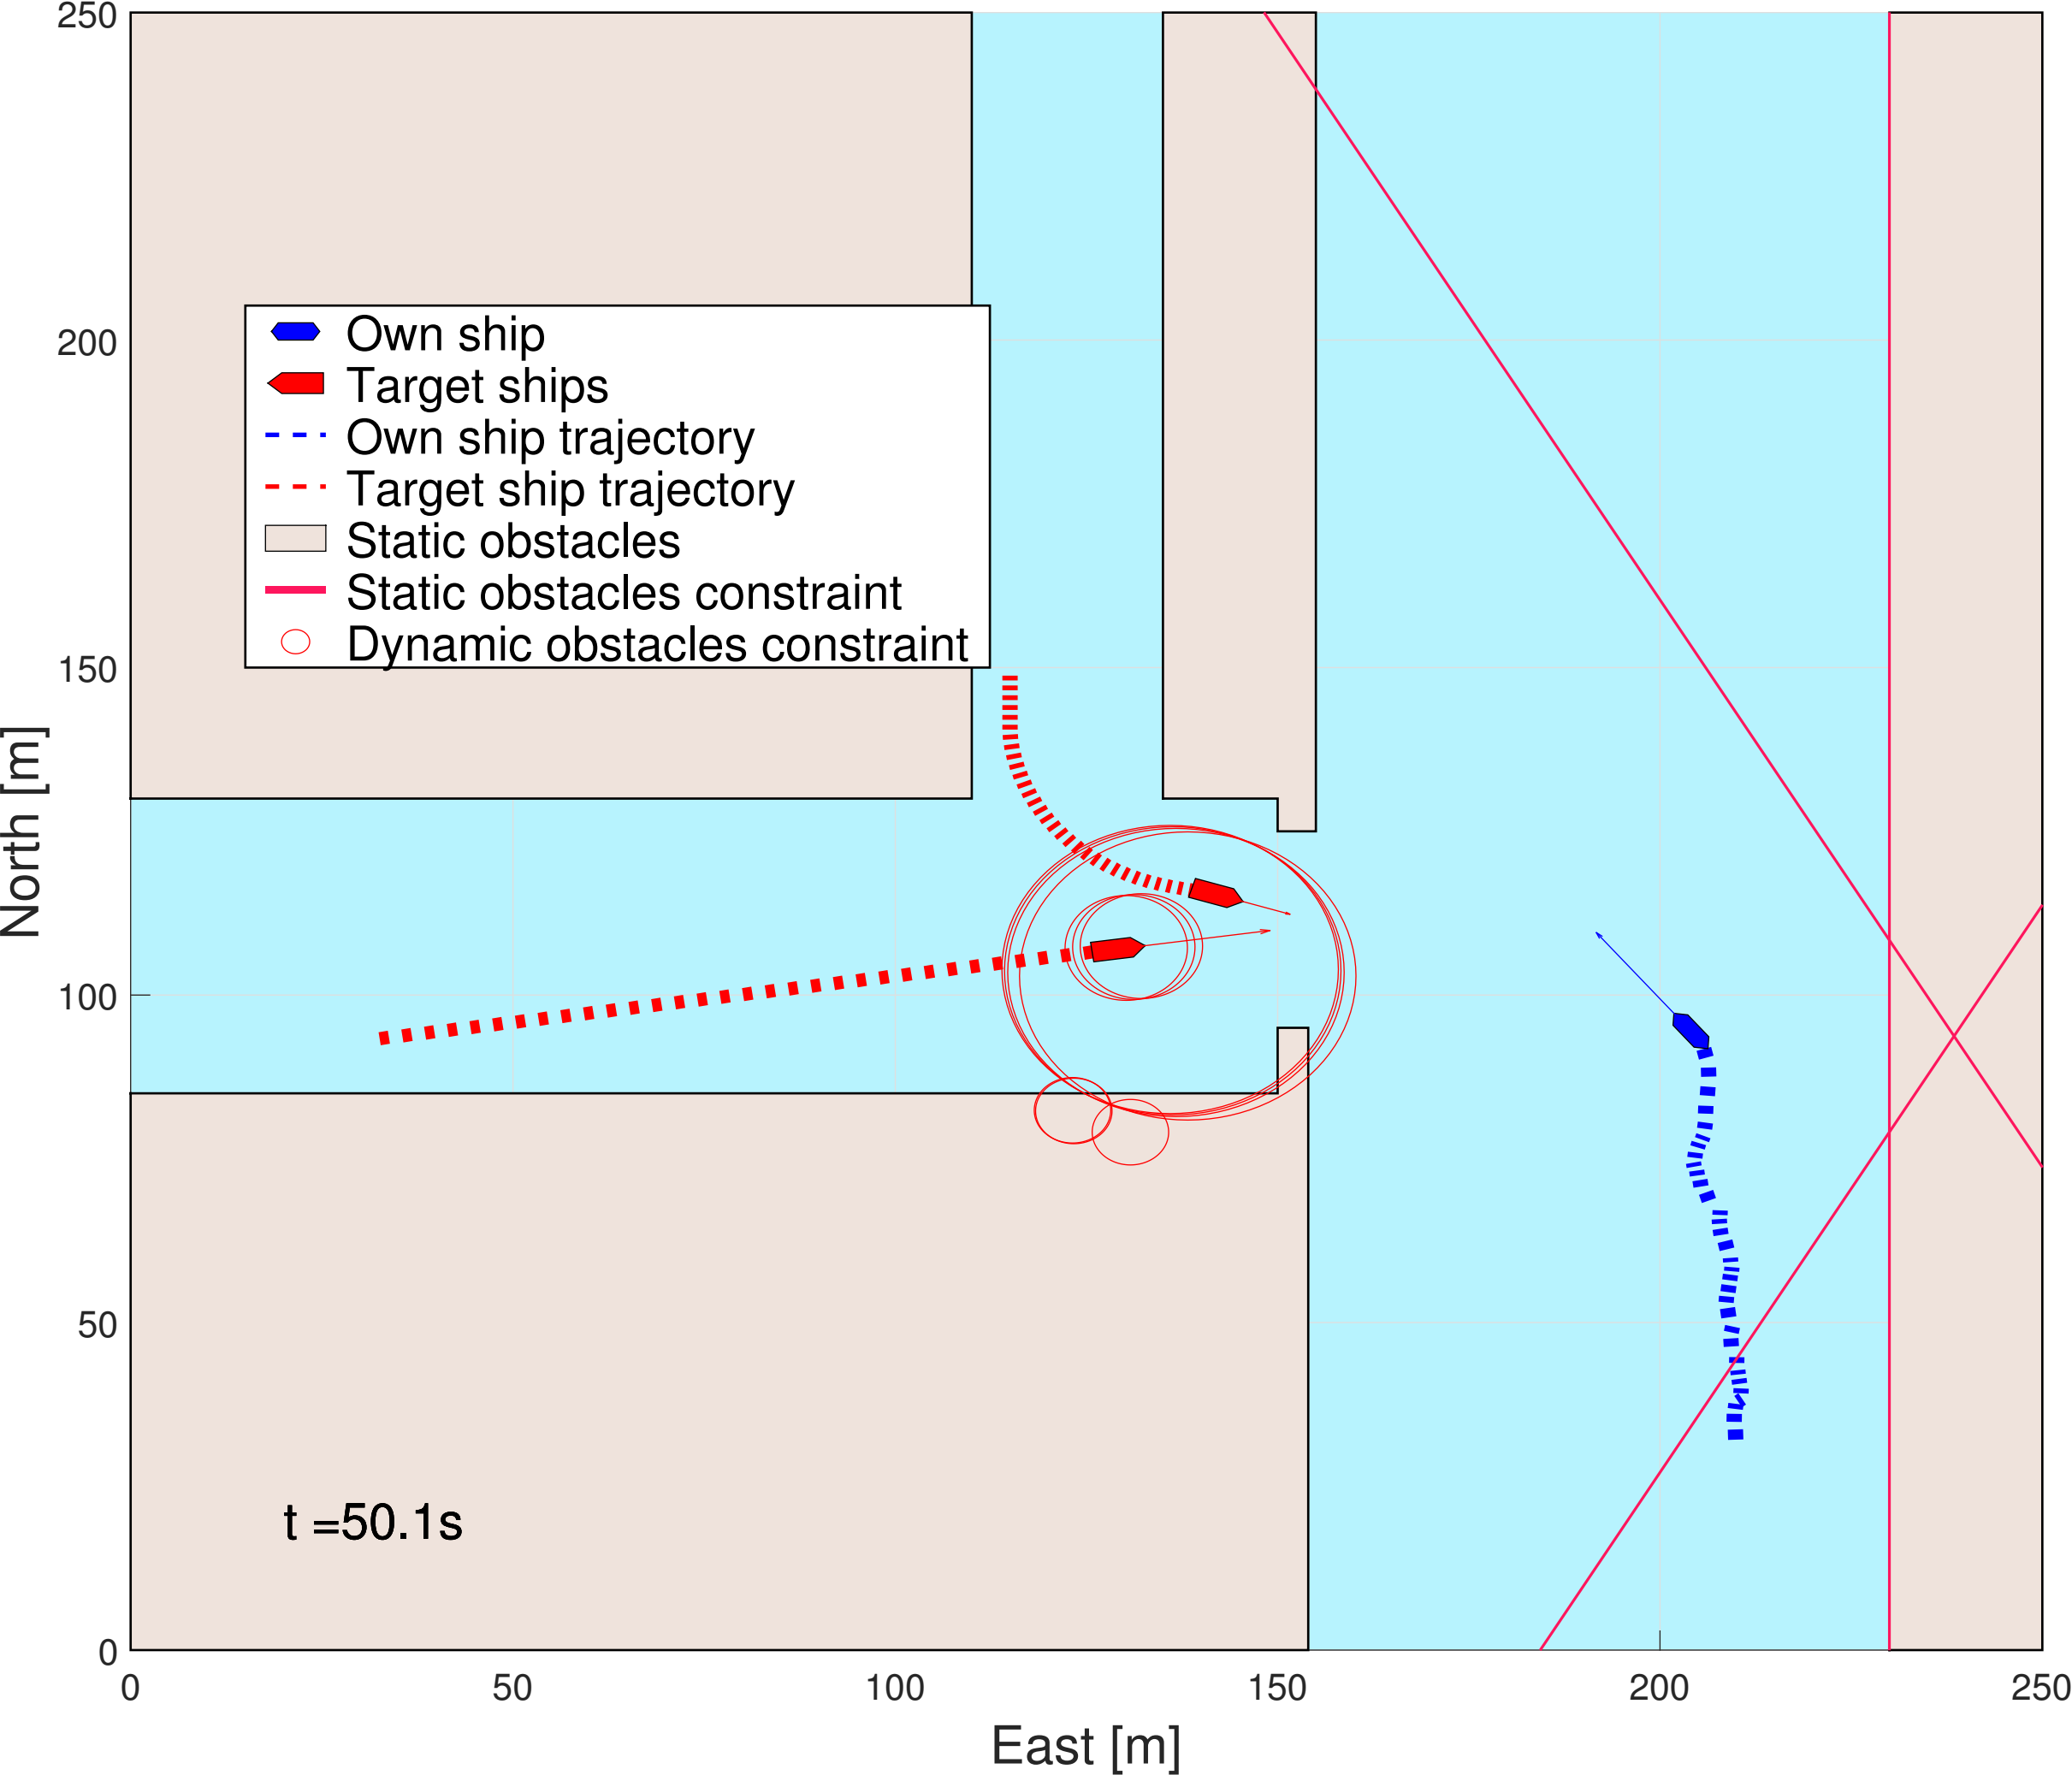 250
200
150
100
50
0
North [m]
Own ship
Target ships
Own ship trajectory
Target ship trajectory
Static obstacles
Static obstacles constraint
Dynamic obstacles constraint
t =50.1s
0 50 100 150 200 250
East [m]